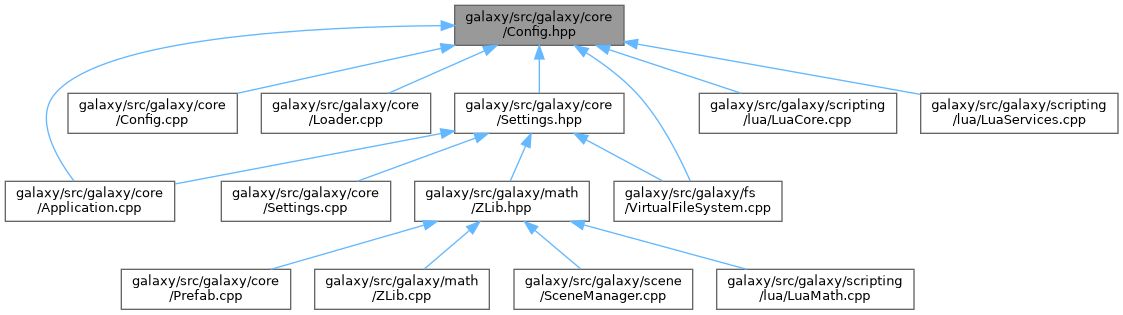 galaxy/src/galaxy/core
/Config.hpp
galaxy/src/galaxy/core
/Config.cpp
galaxy/src/galaxy/core
/Loader.cpp
galaxy/src/galaxy/core
/Settings.hpp
galaxy/src/galaxy/scripting
/lua/LuaCore.cpp
galaxy/src/galaxy/scripting
/lua/LuaServices.cpp
galaxy/src/galaxy/core
/Application.cpp
galaxy/src/galaxy/core
/Settings.cpp
galaxy/src/galaxy/math
/ZLib.hpp
galaxy/src/galaxy/fs
/VirtualFileSystem.cpp
galaxy/src/galaxy/core
/Prefab.cpp
galaxy/src/galaxy/math
/ZLib.cpp
galaxy/src/galaxy/scene
/SceneManager.cpp
galaxy/src/galaxy/scripting
/lua/LuaMath.cpp